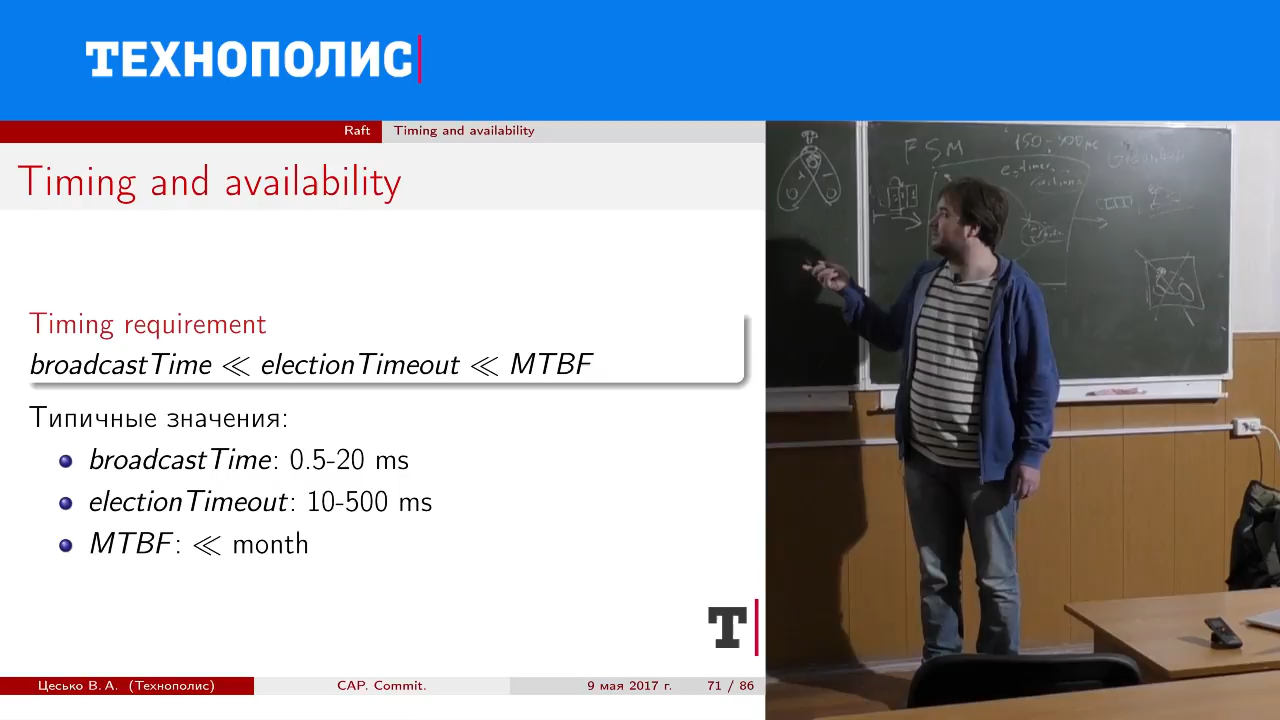 ТЕХНОПОЛИС
Raft
Timing and availability
Timing and availability
Timing requirement
broadcastTime ≪ electionTimeout ≪ MTBF
Типичные значения:
broadcastTime: 0.5-20 ms
electionTimeout: 10-500 ms
MTBF: ≪ month
T
Цесько В. А. (Технополис)
CAP. Commit.
9 мая 2017 г.
71 / 86
FSM